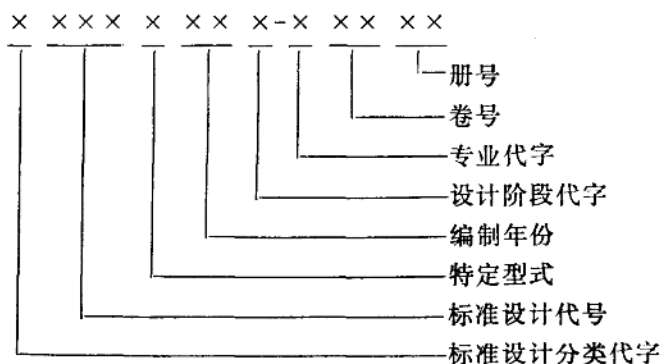 × ××× × ×× ×-× ×× ××
册号
卷号
专业代字
设计阶段代字
编制年份
特定型式
标准设计代号
标准设计分类代字